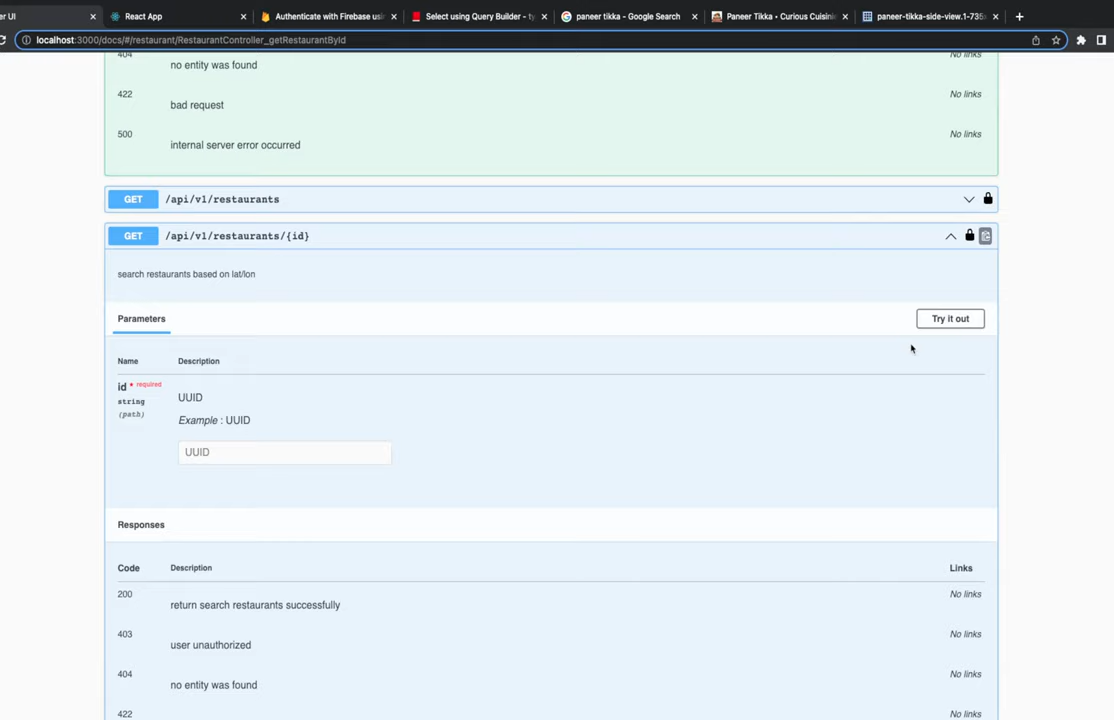 er UI
React App
Authenticate with Firebase usin
Select using Query Builder - ty
paneer tikka - Google Search
Paneer Tikka - Curious Cuisini
paneer-tikka-side-view.1-735x
localhost:3000/docs/#/restaurant/RestaurantController_getRestaurantById
404
No links
no entity was found
422
No links
bad request
500
No links
internal server error occurred
GET /api/v1/restaurants
GET /api/v1/restaurants/{id}
search restaurants based on lat/lon
Parameters
Try it out
Name Description
id * required
string
(path)
UUID
Example : UUID
UUID
Responses
Code Description Links
200
No links
return search restaurants successfully
403
No links
user unauthorized
404
No links
no entity was found
422
No links